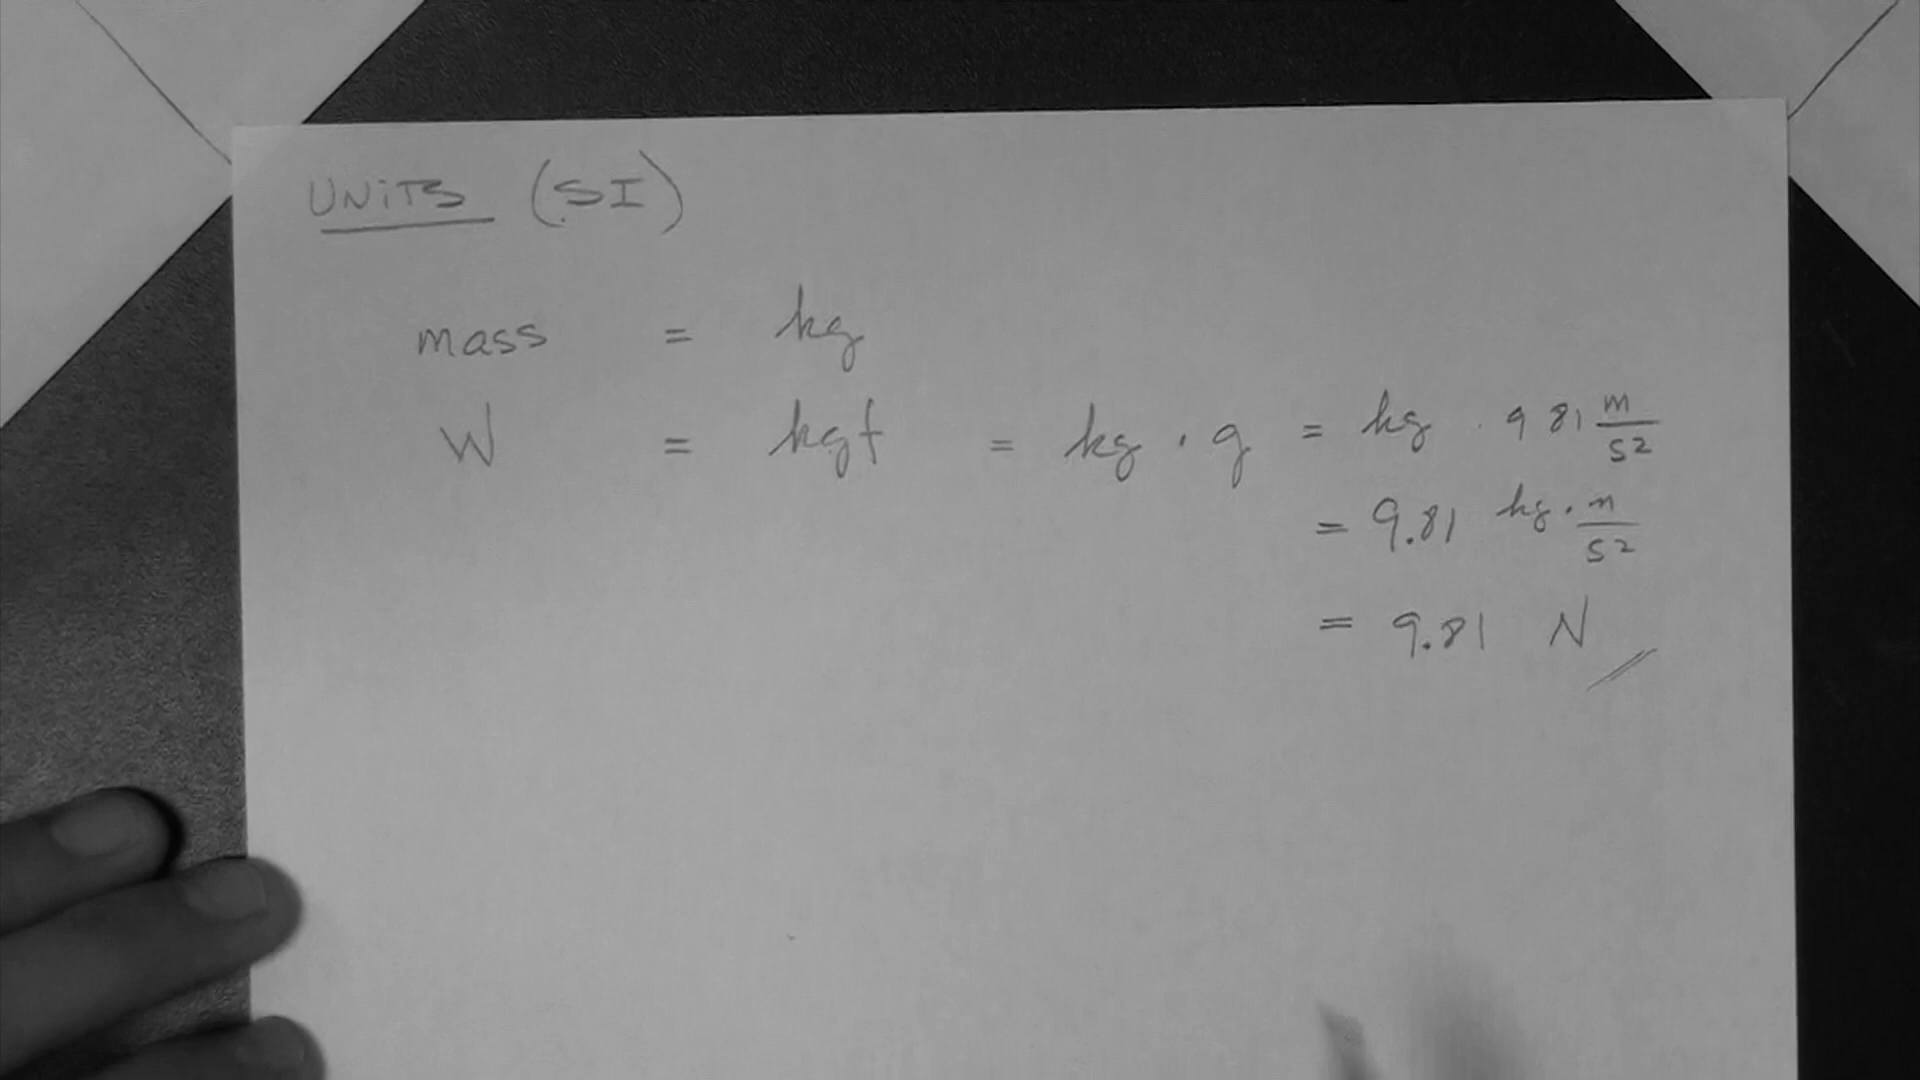 UNiTS (SI)
mass = kg
W = kgf = kg · g = kg · 9 81 m/s²
= 9.81 kg · m/s²
= 9.81 N